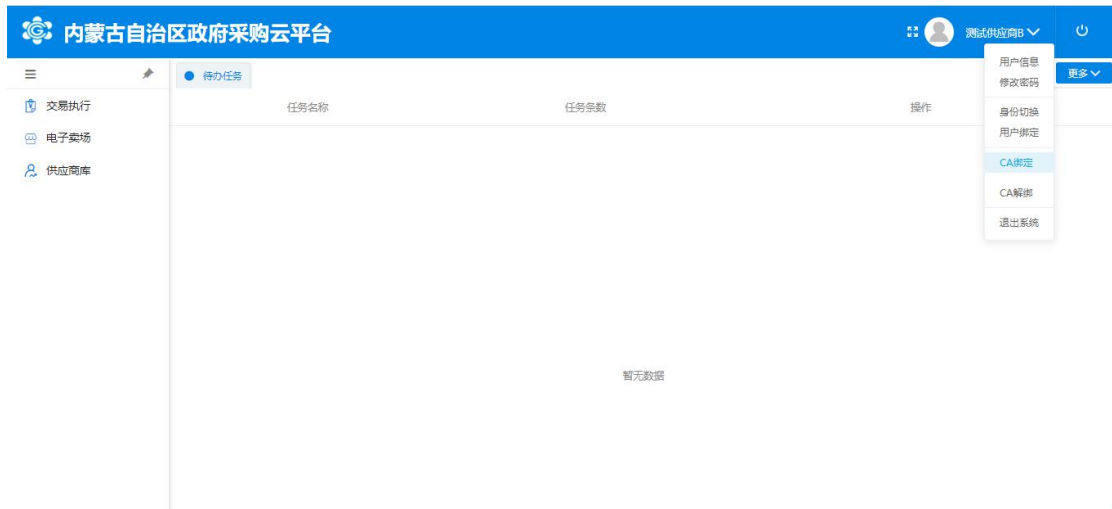 内蒙古自治区政府采购云平台
测试供应商B
用户信息
修改密码
身份切换
用户绑定
CA绑定
CA解绑
退出系统
更多
待办任务
任务名称 任务条数 操作
交易执行
电子卖场
供应商库
暂无数据